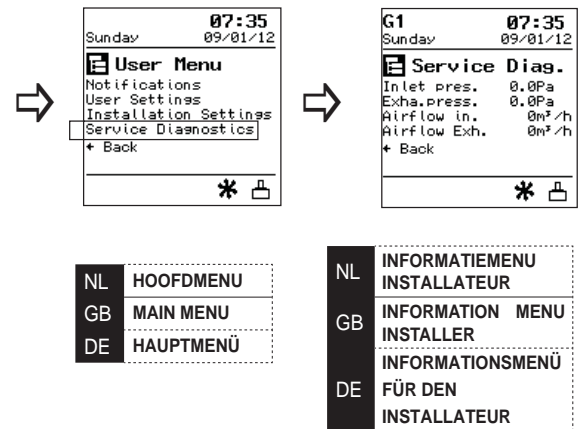 07:35
Sunday 09/01/12
User Menu
Notifications
User Settings
Installation Settings
Service Diagnostics
← Back
G1 07:35
Sunday 09/01/12
Service Diag.
Inlet pres. 0.0Pa
Exha.press. 0.0Pa
Airflow in. 0m³/h
Airflow Exh. 0m³/h
← Back
NL HOOFDMENU
GB MAIN MENU
DE HAUPTMENÜ
NL INFORMATIEMENU
INSTALLATEUR
GB INFORMATION MENU
INSTALLER
DE INFORMATIONSMENÜ
FÜR DEN
INSTALLATEUR